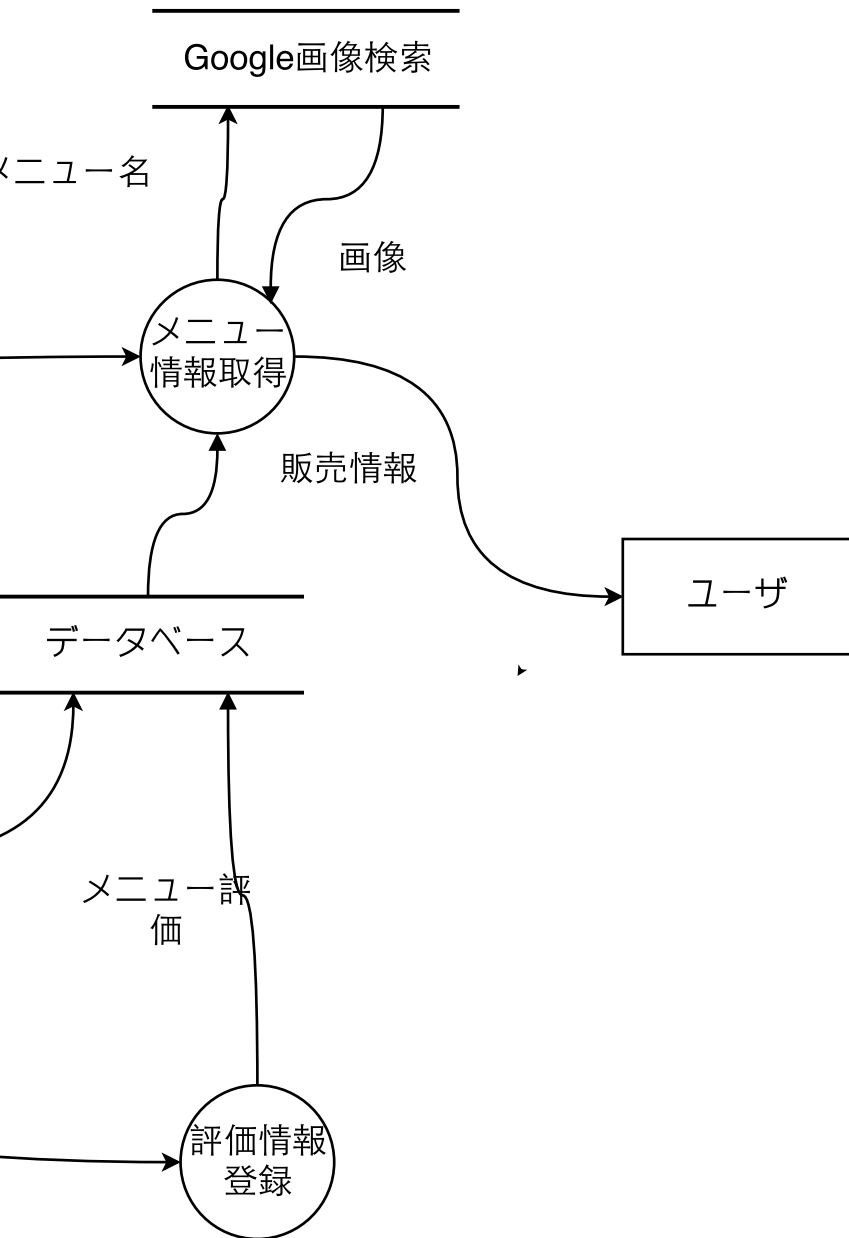 Google画像検索
メニュー名
画像
メニュー
情報取得
販売情報
ユーザ
データベース
メニュー評
価
評価情報
登録